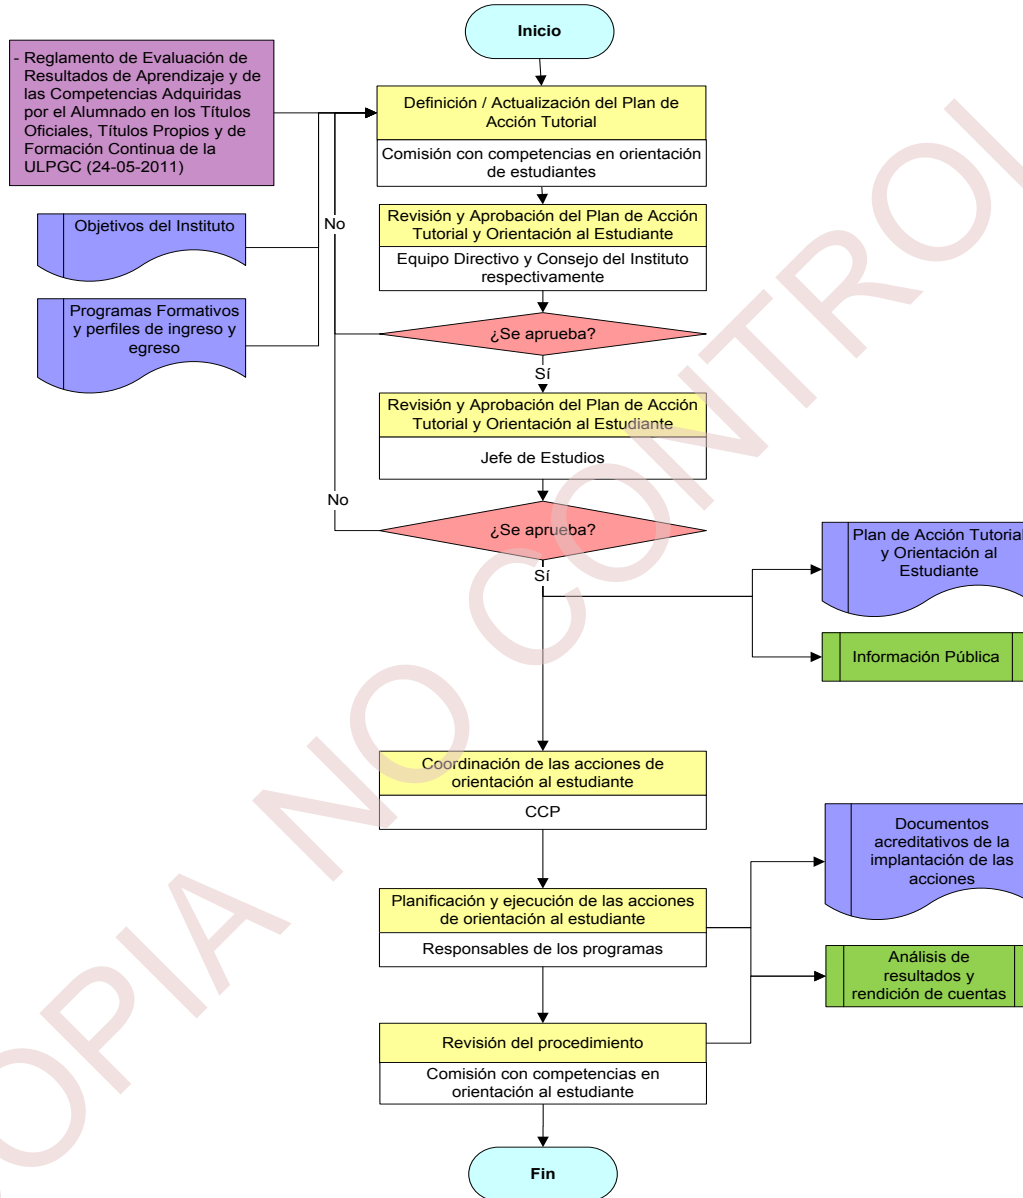 Inicio
- Reglamento de Evaluación de
Resultados de Aprendizaje y de
las Competencias Adquiridas
por el Alumnado en los Títulos
Oficiales, Títulos Propios y de
Formación Continua de la
ULPGC (24-05-2011)
Definición / Actualización del Plan de
Acción Tutorial
Comisión con competencias en orientación
de estudiantes
Objetivos del Instituto
No
Revisión y Aprobación del Plan de Acción
Tutorial y Orientación al Estudiante
Equipo Directivo y Consejo del Instituto
respectivamente
Programas Formativos
y perfiles de ingreso y
egreso
¿Se aprueba?
Sí
Revisión y Aprobación del Plan de Acción
Tutorial y Orientación al Estudiante
Jefe de Estudios
No
¿Se aprueba?
Sí
Plan de Acción Tutorial
y Orientación al
Estudiante
Información Pública
Coordinación de las acciones de
orientación al estudiante
CCP
Documentos
acreditativos de la
implantación de las
acciones
Planificación y ejecución de las acciones
de orientación al estudiante
Responsables de los programas
Análisis de
resultados y
rendición de cuentas
Revisión del procedimiento
Comisión con competencias en
orientación al estudiante
Fin
OPIA NO CONTROL